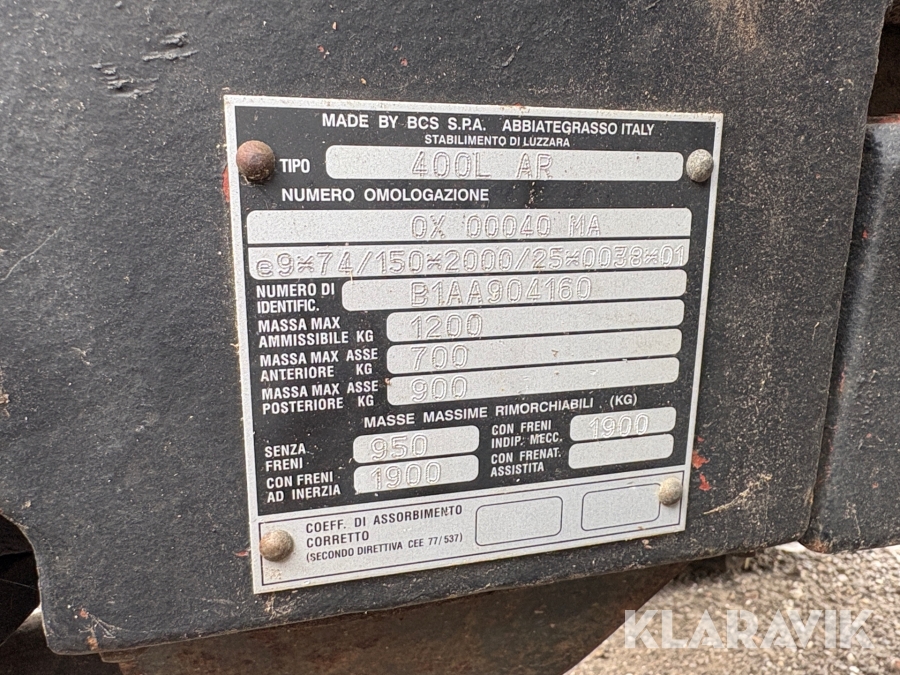 MADE BY BCS S.P.A. ABBIATEGRASSO ITALY
STABILIMENTO DI LUZZARA
TIPO 400L AR
NUMERO OMOLOGAZIONE
OX 00040 MA
e9*74/150*2000/25*0038*01
NUMERO DI IDENTIFIC. B1AA904160
MASSA MAX AMMISSIBILE KG 1200
MASSA MAX ASSE ANTERIORE KG 700
MASSA MAX ASSE POSTERIORE KG 900
MASSE MASSIME RIMORCHIABILI (KG)
SENZA FRENI 950
CON FRENI INDIP. MECC. 1900
CON FRENI AD INERZIA 1900
CON FRENAT. ASSISTITA
COEFF. DI ASSORBIMENTO
CORRETTO
(SECONDO DIRETTIVA CEE 77/537)
KLARAVIK